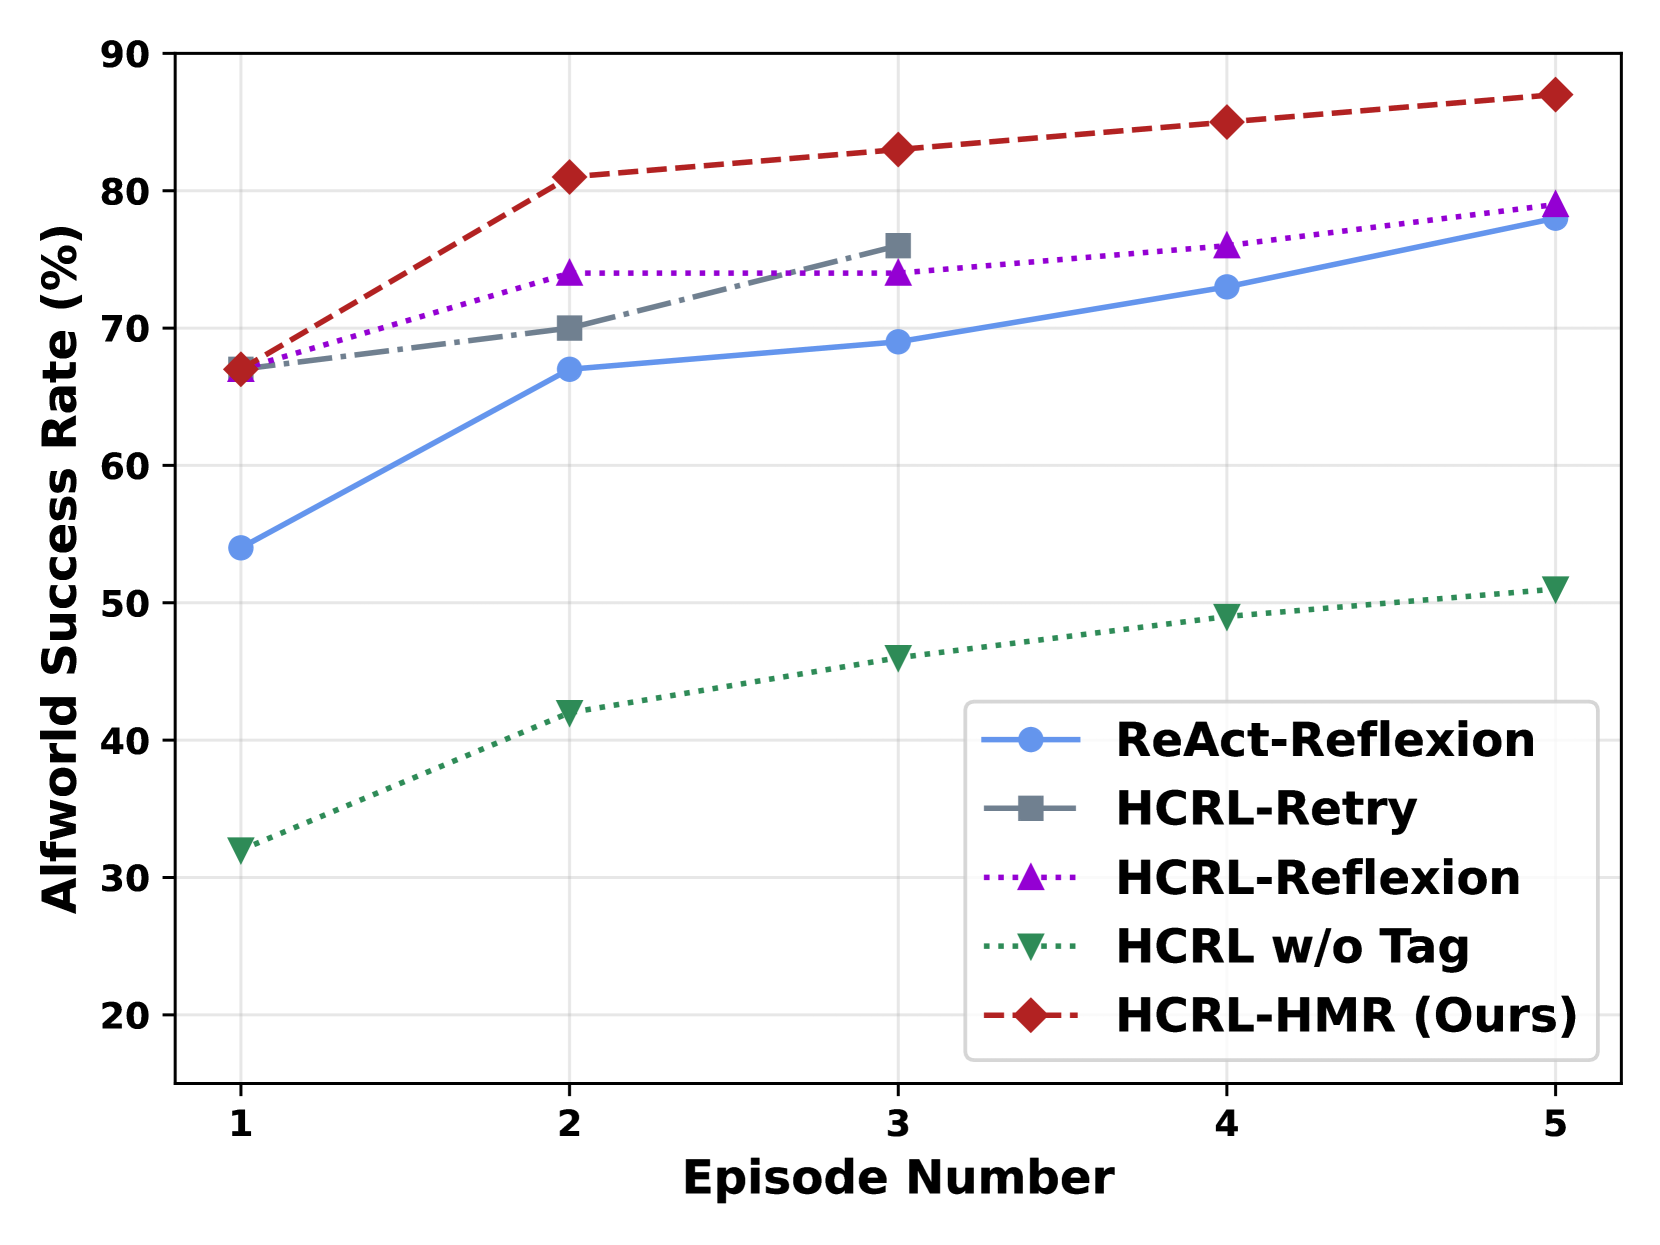 90
80
70
60
50
40
30
20
Alfworld Success Rate (%)
1 2 3 4 5
Episode Number
ReAct-Reflexion
HCRL-Retry
HCRL-Reflexion
HCRL w/o Tag
HCRL-HMR (Ours)